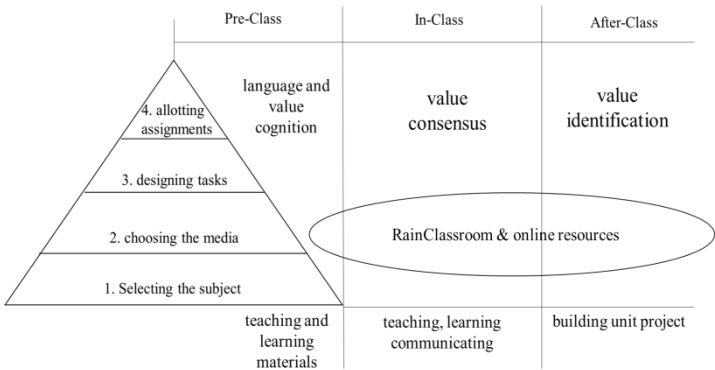 Pre-Class
In-Class
After-Class
language and
value
cognition
value
consensus
value
identification
4. allotting
assignments
3. designing tasks
2. choosing the media
1. Selecting the subject
RainClassroom & online resources
teaching and
learning
materials
teaching, learning
communicating
building unit project